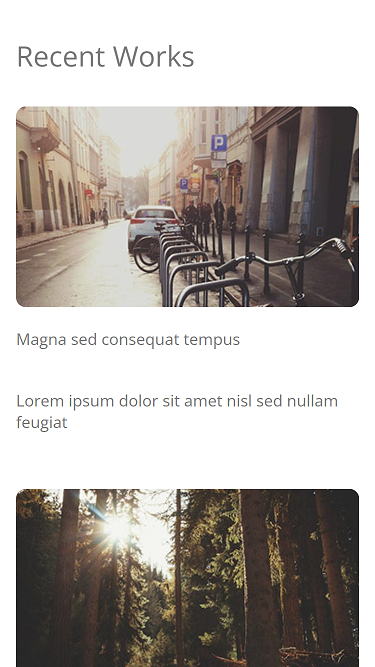 Recent Works
P
P
Magna sed consequat tempus
Lorem ipsum dolor sit amet nisl sed nullam
feugiat